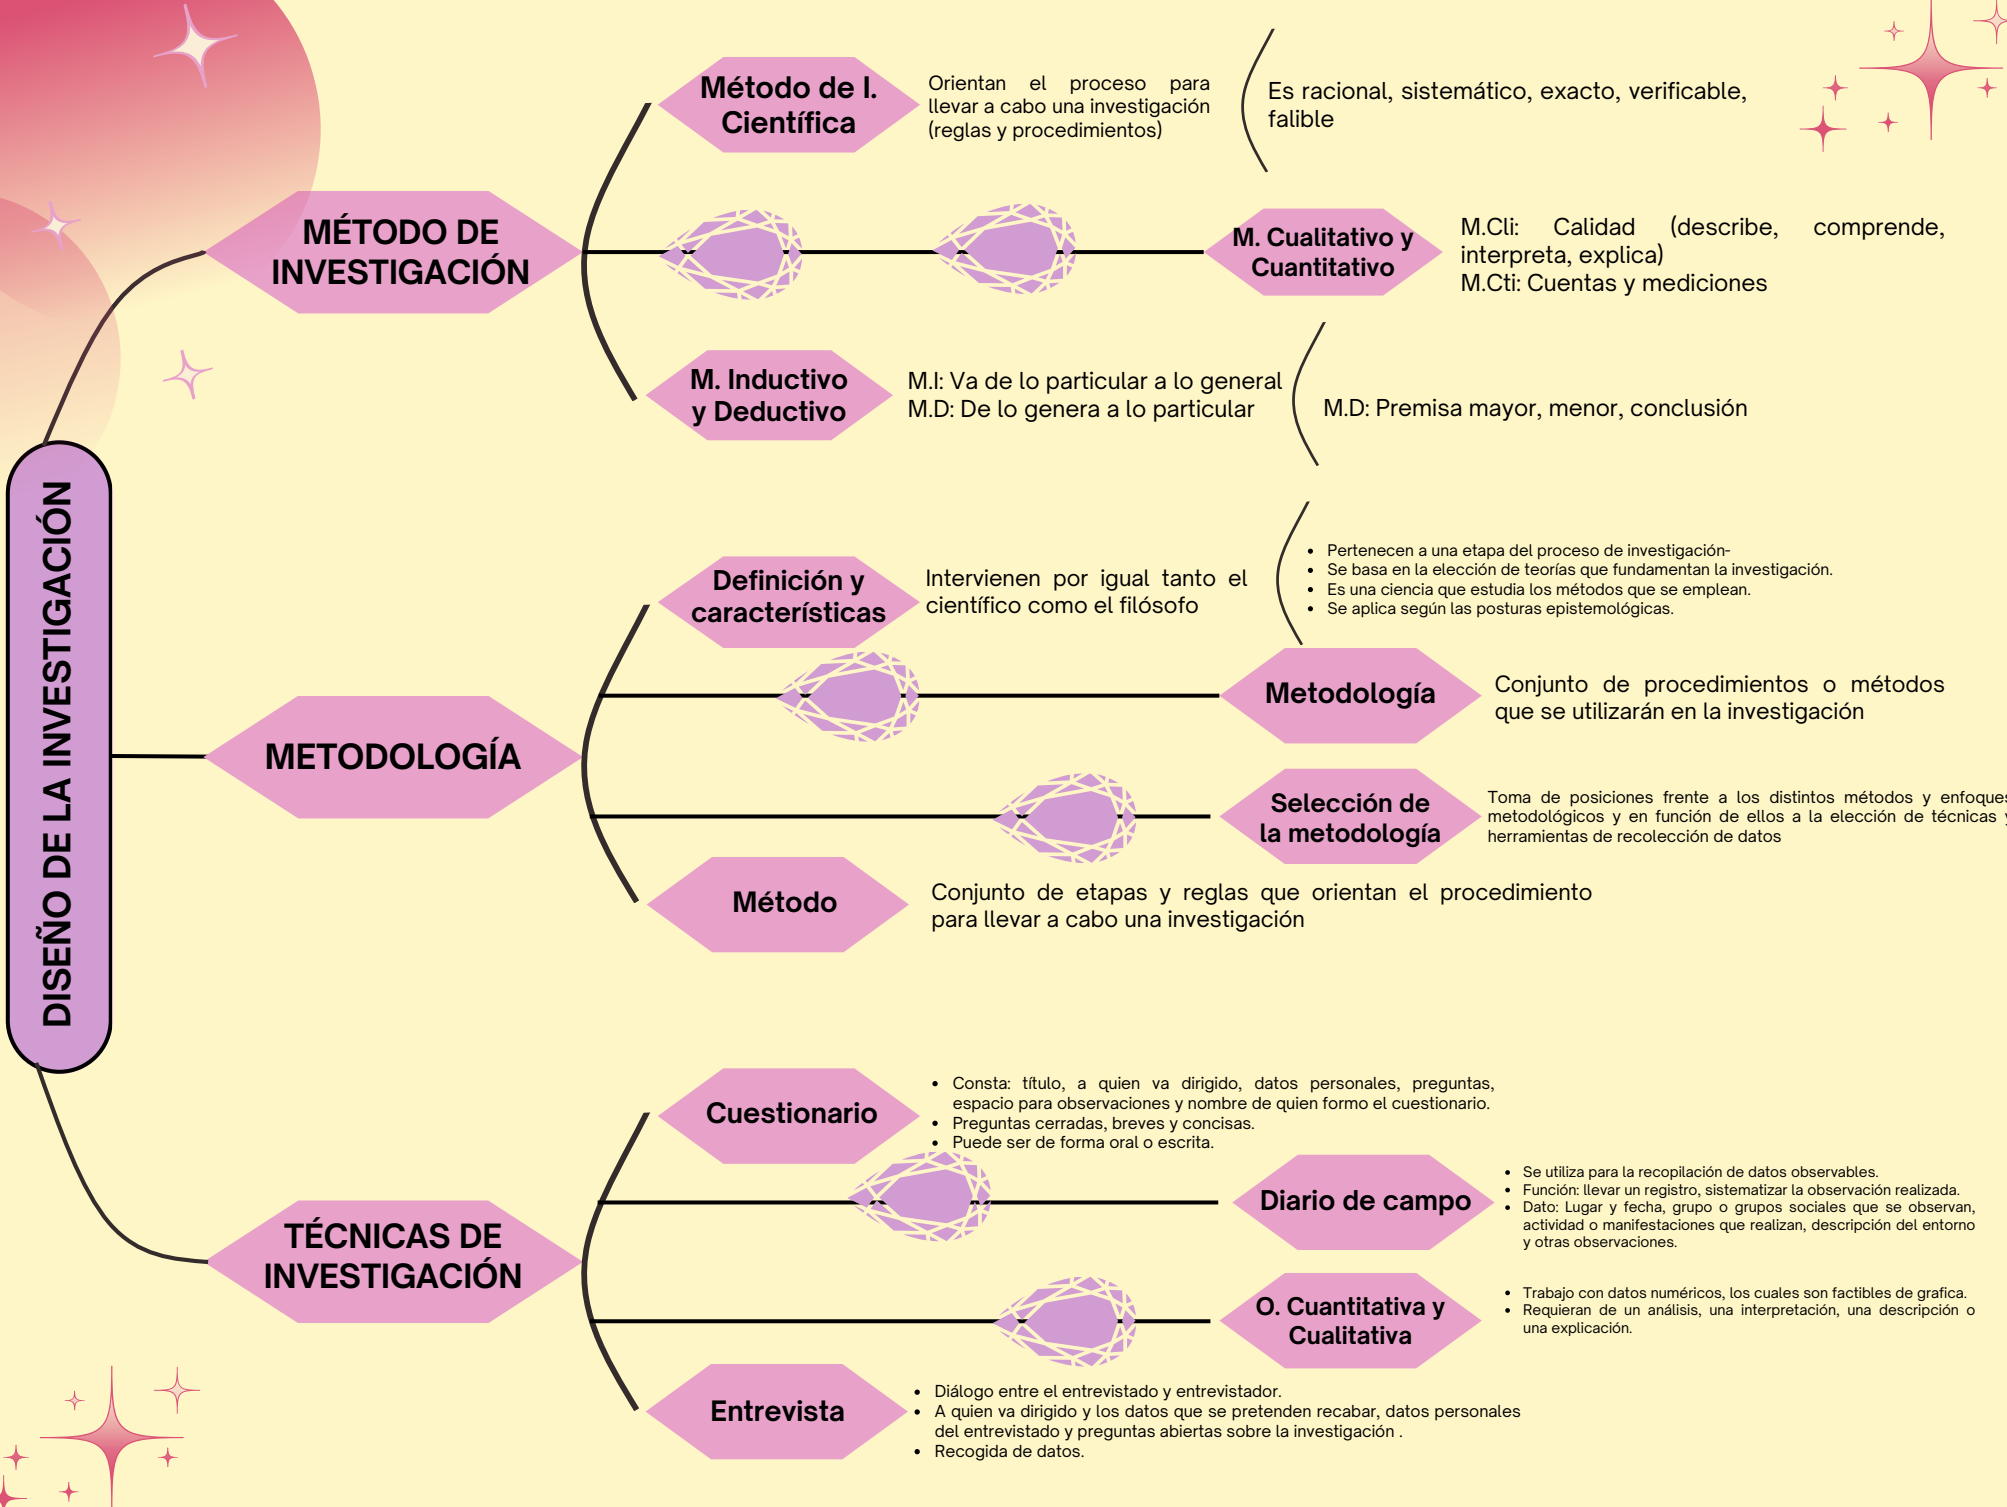 DISEÑO DE LA INVESTIGACIÓN
MÉTODO DE
INVESTIGACIÓN
Método de I.
Científica
Orientan el proceso para
llevar a cabo una investigación
(reglas y procedimientos)
Es racional, sistemático, exacto, verificable,
falible
M. Cualitativo y
Cuantitativo
M.Cli: Calidad (describe, comprende,
interpreta, explica)
M.Cti: Cuentas y mediciones
M. Inductivo
y Deductivo
M.I: Va de lo particular a lo general
M.D: De lo genera a lo particular
M.D: Premisa mayor, menor, conclusión
METODOLOGÍA
Definición y
características
Intervienen por igual tanto el
científico como el filósofo
• Pertenecen a una etapa del proceso de investigación-
• Se basa en la elección de teorías que fundamentan la investigación.
• Es una ciencia que estudia los métodos que se emplean.
• Se aplica según las posturas epistemológicas.
Metodología
Conjunto de procedimientos o métodos
que se utilizarán en la investigación
Selección de
la metodología
Toma de posiciones frente a los distintos métodos y enfoques
metodológicos y en función de ellos a la elección de técnicas y
herramientas de recolección de datos
Método
Conjunto de etapas y reglas que orientan el procedimiento
para llevar a cabo una investigación
TÉCNICAS DE
INVESTIGACIÓN
Cuestionario
• Consta: título, a quien va dirigido, datos personales, preguntas,
espacio para observaciones y nombre de quien formo el cuestionario.
• Preguntas cerradas, breves y concisas.
• Puede ser de forma oral o escrita.
Diario de campo
• Se utiliza para la recopilación de datos observables.
• Función: llevar un registro, sistematizar la observación realizada.
• Dato: Lugar y fecha, grupo o grupos sociales que se observan,
actividad o manifestaciones que realizan, descripción del entorno
y otras observaciones.
O. Cuantitativa y
Cualitativa
• Trabajo con datos numéricos, los cuales son factibles de grafica.
• Requieran de un análisis, una interpretación, una descripción o
una explicación.
Entrevista
• Diálogo entre el entrevistado y entrevistador.
• A quien va dirigido y los datos que se pretenden recabar, datos personales
del entrevistado y preguntas abiertas sobre la investigación .
• Recogida de datos.